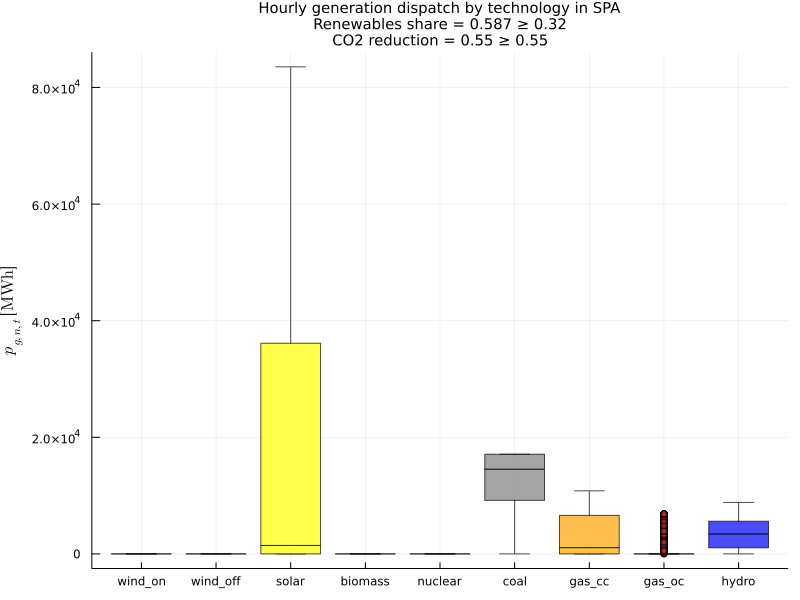 Hourly generation dispatch by technology in SPA
Renewables share = 0.587 ≥ 0.32
CO2 reduction = 0.55 ≥ 0.55
p_{g,n,t} [MWh]
8.0×10⁴
6.0×10⁴
4.0×10⁴
2.0×10⁴
0
wind_on wind_off solar biomass nuclear coal gas_cc gas_oc hydro